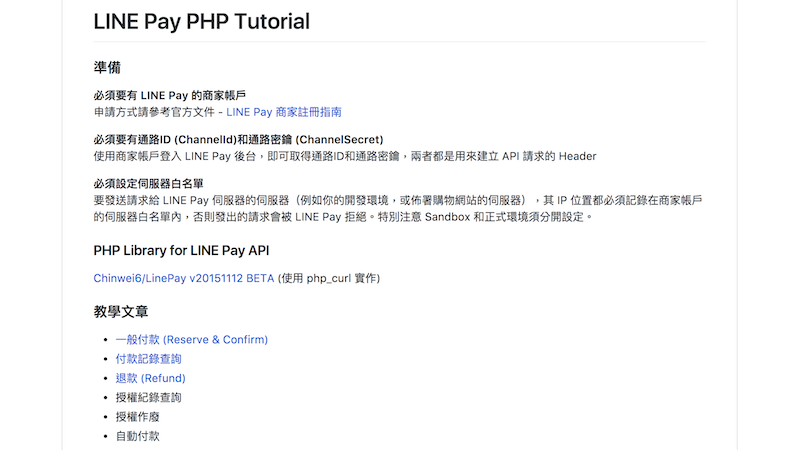 LINE Pay PHP Tutorial
準備
必須要有 LINE Pay 的商家帳戶
申請方式請參考官方文件 - LINE Pay 商家註冊指南
必須要有通路ID (ChannelId)和通路密鑰 (ChannelSecret)
使用商家帳戶登入 LINE Pay 後台，即可取得通路ID和通路密鑰，兩者都是用來建立 API 請求的 Header
必須設定伺服器白名單
要發送請求給 LINE Pay 伺服器的伺服器（例如你的開發環境，或佈署購物網站的伺服器），其 IP 位置都必須記錄在商家帳戶
的伺服器白名單內，否則發出的請求會被 LINE Pay 拒絕。特別注意 Sandbox 和正式環境須分開設定。
PHP Library for LINE Pay API
Chinwei6/LinePay v20151112 BETA (使用 php_curl 實作)
教學文章
• 一般付款 (Reserve & Confirm)
• 付款記錄查詢
• 退款 (Refund)
• 授權紀錄查詢
• 授權作廢
• 自動付款